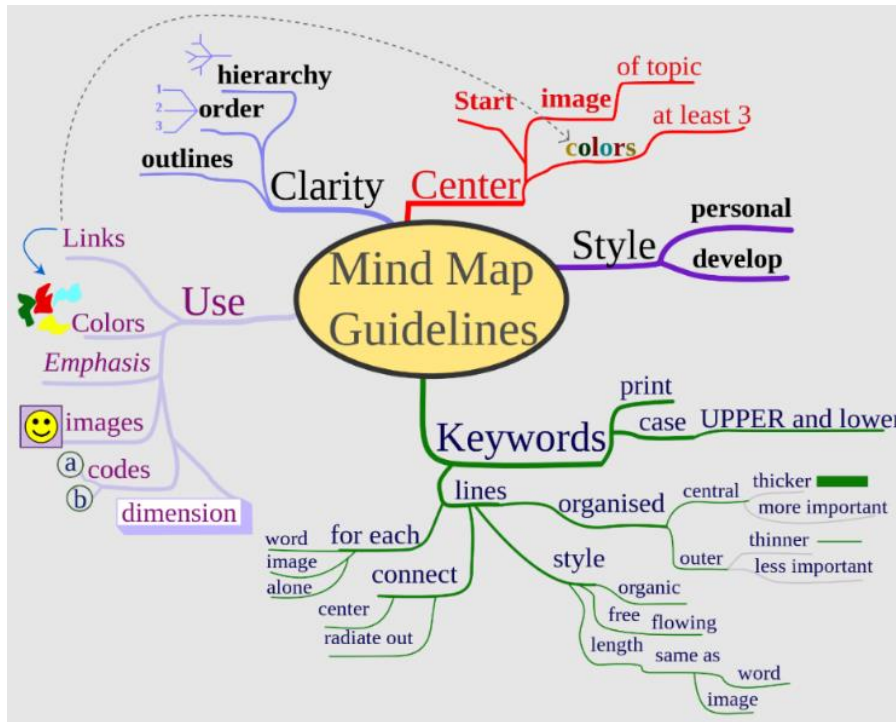 Mind Map
Guidelines
Clarity
hierarchy
1
2
3
order
outlines
Center
Start
image
of topic
colors
at least 3
Style
personal
develop
Use
Links
Colors
Emphasis
images
codes
a
b
dimension
Keywords
print
case
UPPER and lower
lines
organised
central
thicker
more important
outer
thinner
less important
style
organic
free
flowing
length
same as
word
image
for each
word
image
alone
connect
center
radiate out